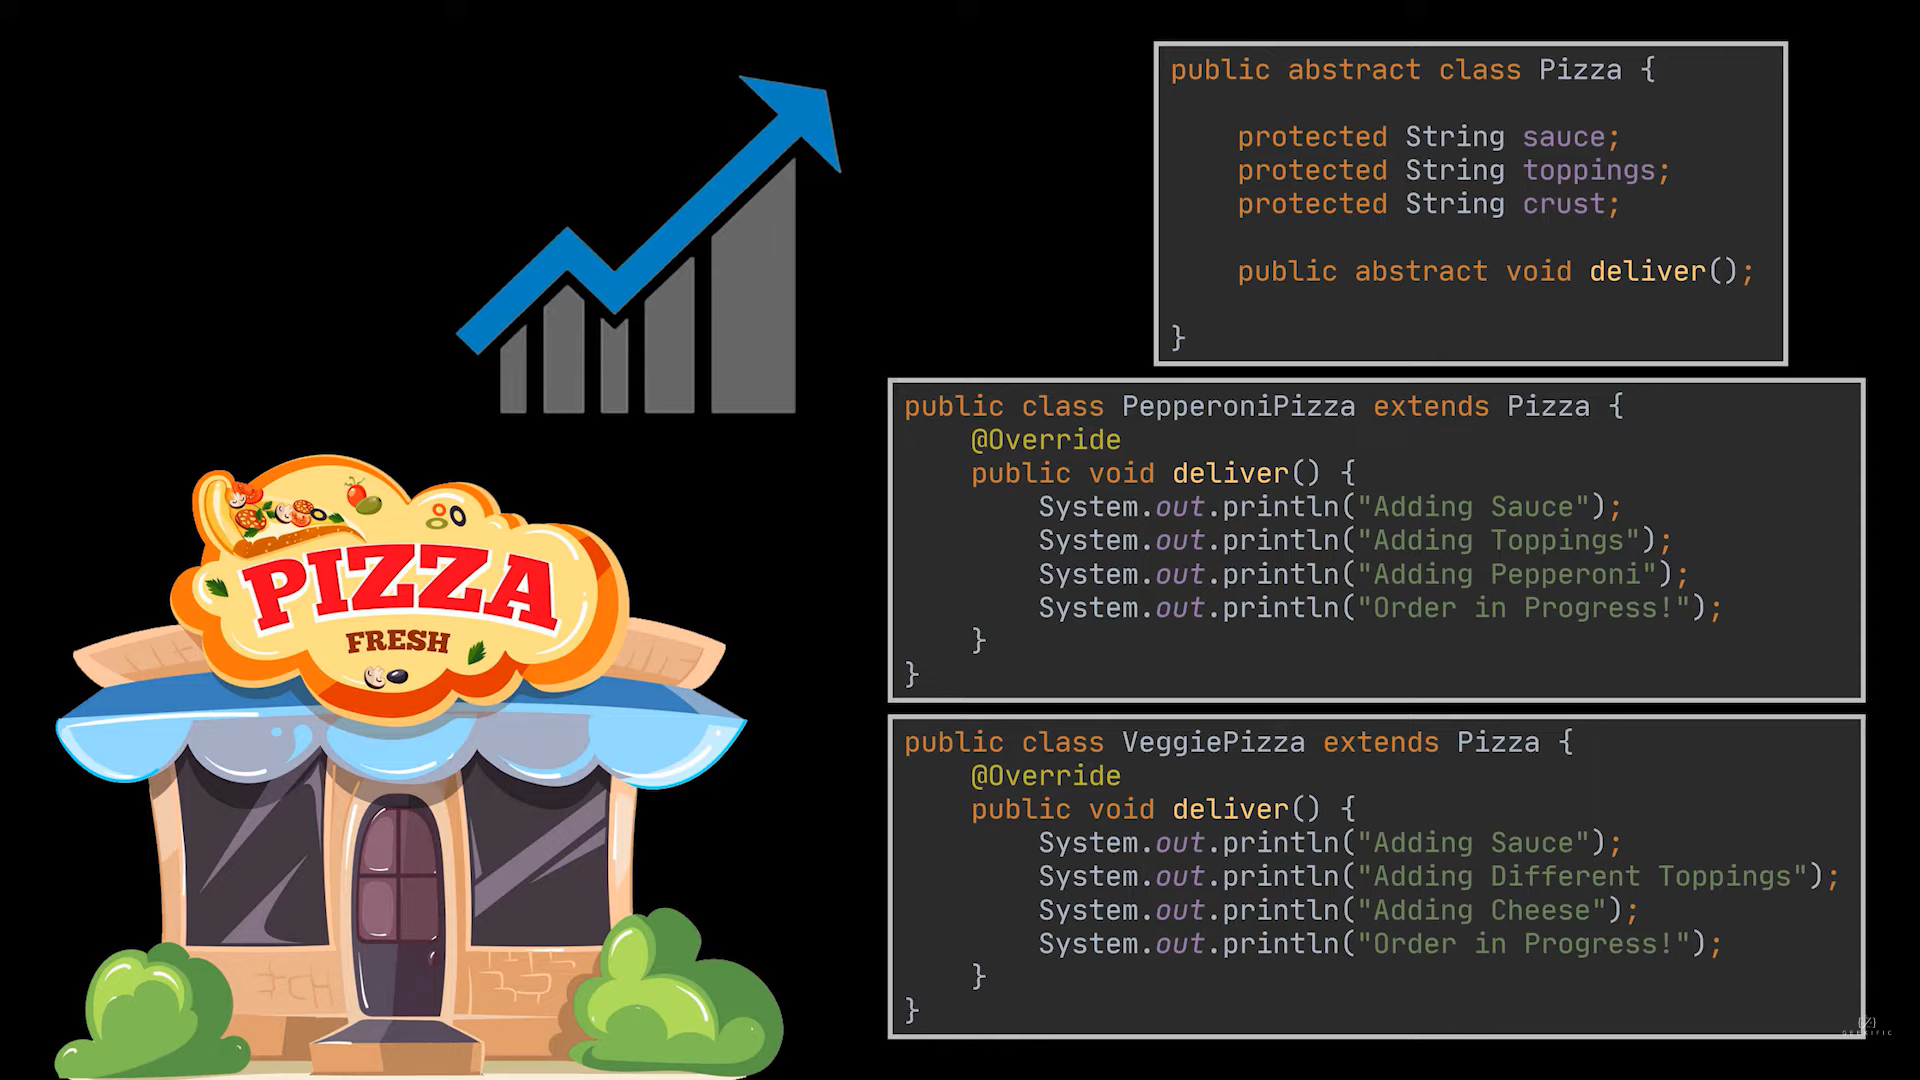 public abstract class Pizza {
protected String sauce;
protected String toppings;
protected String crust;
public abstract void deliver();
}
public class PepperoniPizza extends Pizza {
@Override
public void deliver() {
System.out.println("Adding Sauce");
System.out.println("Adding Toppings");
System.out.println("Adding Pepperoni");
System.out.println("Order in Progress!");
}
}
public class VeggiePizza extends Pizza {
@Override
public void deliver() {
System.out.println("Adding Sauce");
System.out.println("Adding Different Toppings");
System.out.println("Adding Cheese");
System.out.println("Order in Progress!");
}
}
PIZZA
FRESH
GEEKIFIC